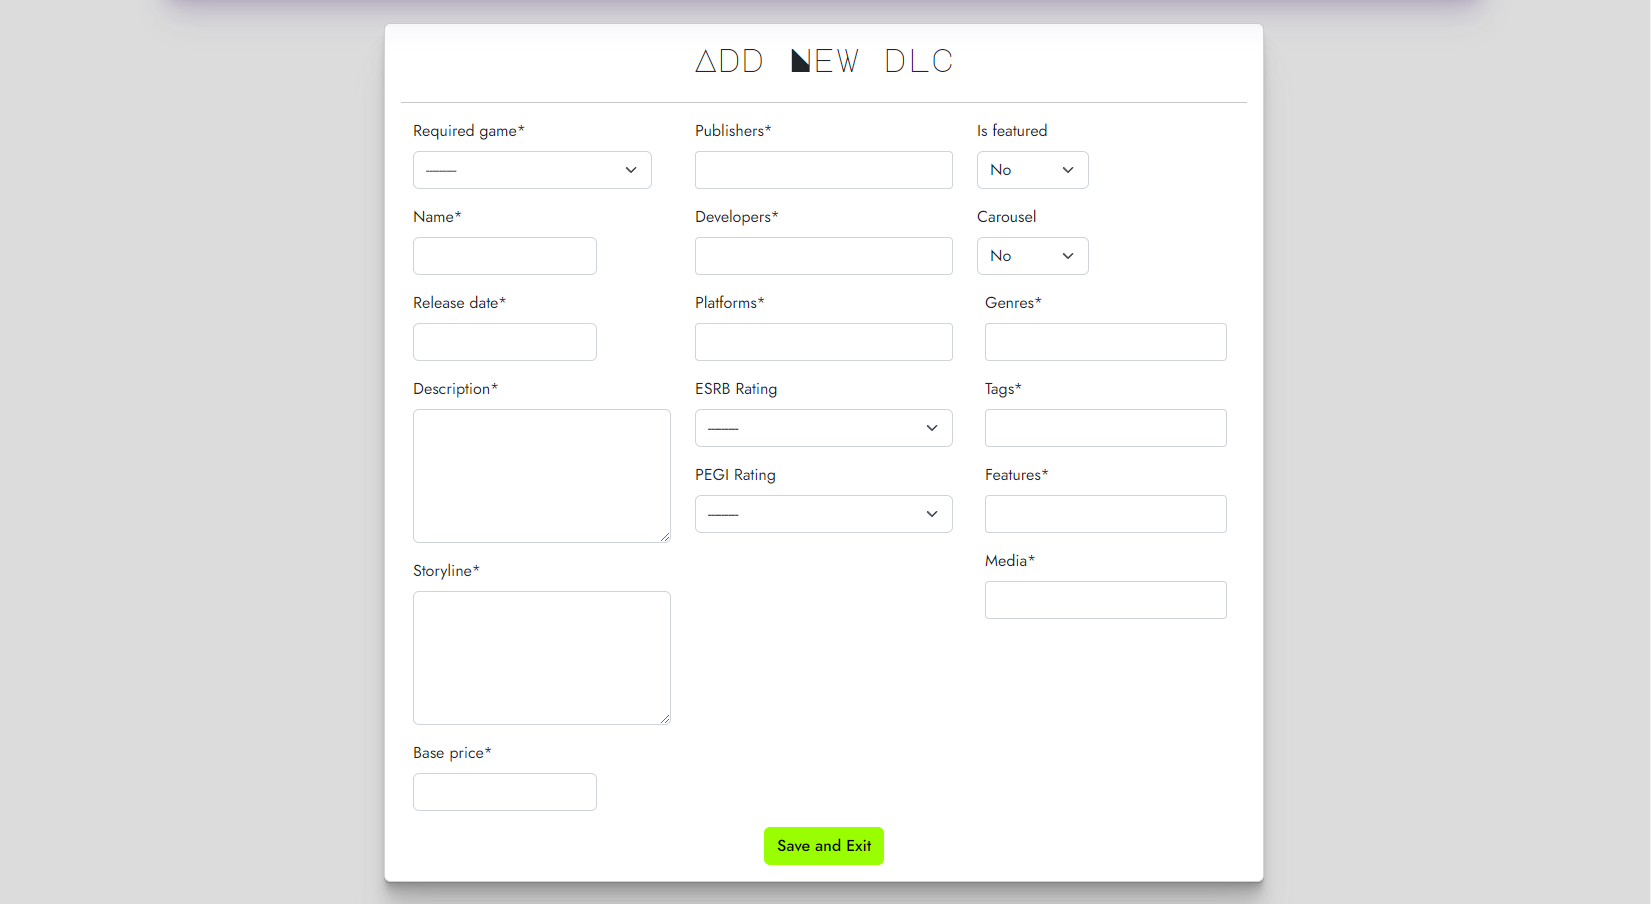 ADD NEW DLC
Required game*
---------
Name*
Release date*
Description*
Storyline*
Base price*
Publishers*
Developers*
Platforms*
ESRB Rating
---------
PEGI Rating
---------
Is featured
No
Carousel
No
Genres*
Tags*
Features*
Media*
Save and Exit